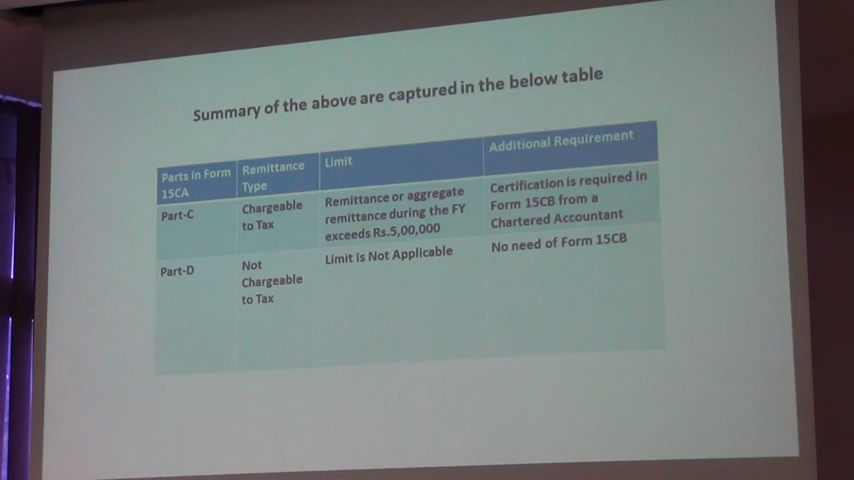 Summary of the above are captured in the below table
Parts in Form
15CA
Remittance
Type
Limit
Additional Requirement
Part-C
Chargeable
to Tax
Remittance or aggregate
remittance during the FY
exceeds Rs.5,00,000
Certification is required in
Form 15CB from a
Chartered Accountant
Part-D
Not
Chargeable
to Tax
Limit is Not Applicable
No need of Form 15CB